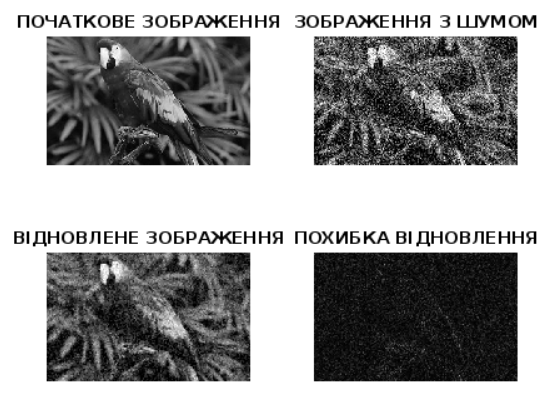 ПОЧАТКОВЕ ЗОБРАЖЕННЯ
ЗОБРАЖЕННЯ З ШУМОМ
ВІДНОВЛЕНЕ ЗОБРАЖЕННЯ
ПОХИБКА ВІДНОВЛЕННЯ